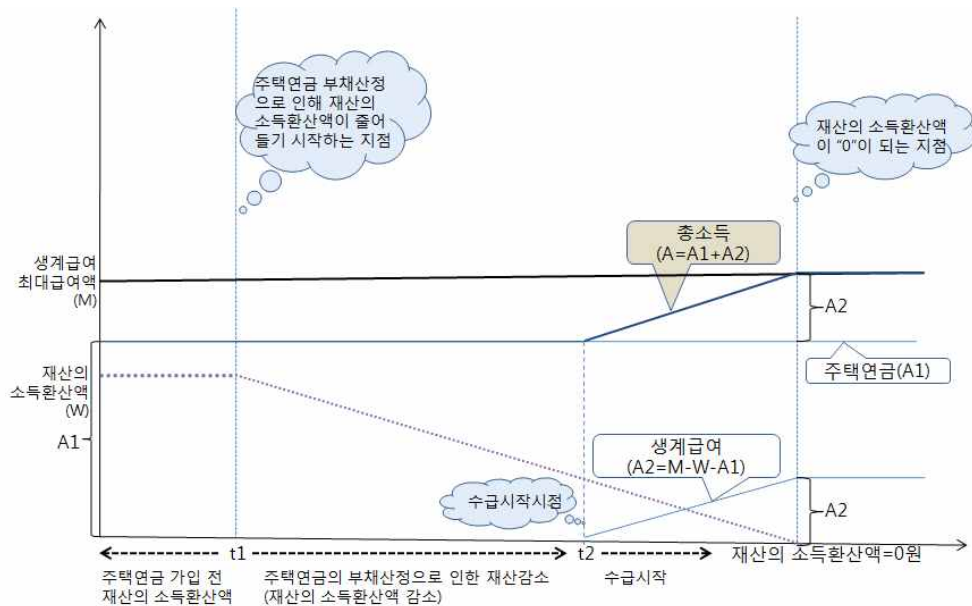 주택연금 부채산정
으로 인해 재산의
소득환산액이 줄어
들기 시작하는 지점
재산의 소득환산액
이 "0"이 되는 지점
총소득
(A=A1+A2)
생계급여
최대급여액
(M)
A2
주택연금(A1)
재산의
소득환산액
(W)
A1
생계급여
(A2=M-W-A1)
수급시작시점
A2
t1
t2
재산의 소득환산액=0원
주택연금 가입 전
재산의 소득환산액
주택연금의 부채산정으로 인한 재산감소
(재산의 소득환산액 감소)
수급시작